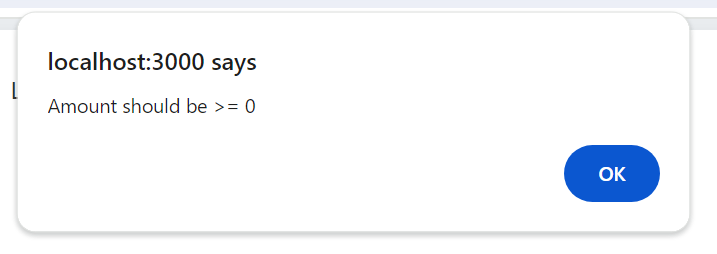 localhost:3000 says
Amount should be >= 0
OK